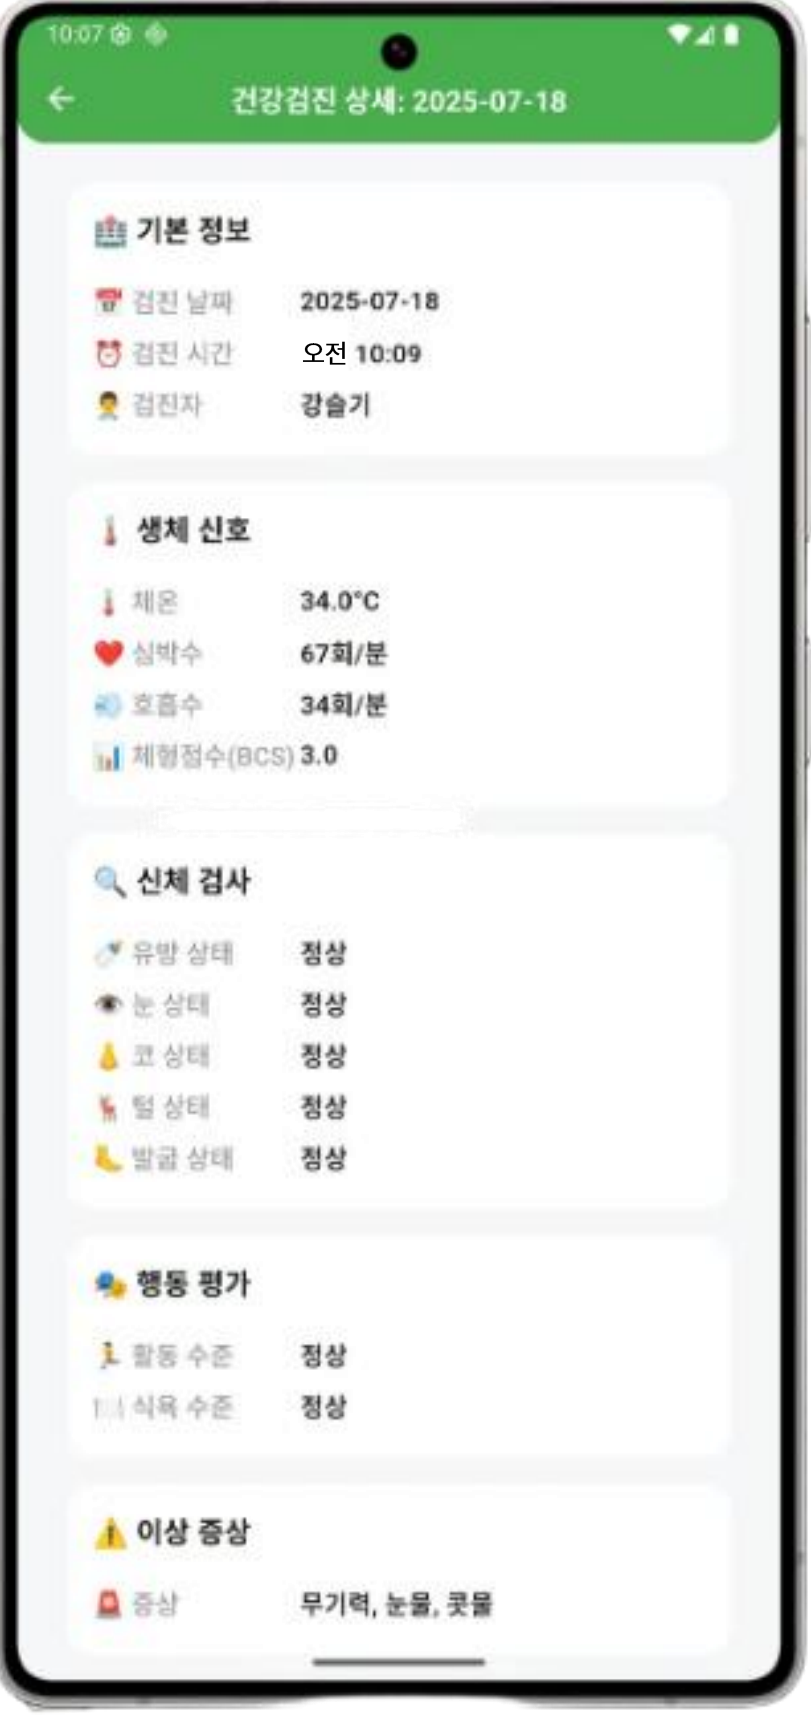 10:07
건강검진 상세: 2025-07-18
기본 정보
검진 날짜 2025-07-18
검진 시간 오전 10:09
검진자 강슬기
생체 신호
체온 34.0°C
심박수 67회/분
호흡수 34회/분
체형점수(BCS) 3.0
신체 검사
유방 상태 정상
눈 상태 정상
코 상태 정상
털 상태 정상
발굽 상태 정상
행동 평가
활동 수준 정상
식욕 수준 정상
이상 증상
증상 무기력, 눈물, 콧물